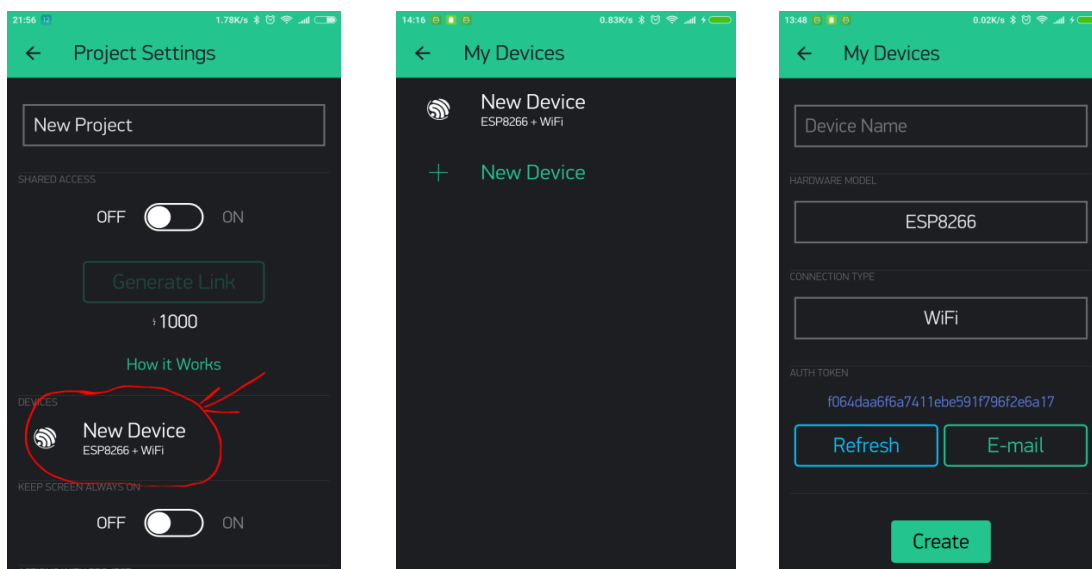 21:56 12 1.78K/s
Project Settings
New Project
SHARED ACCESS
OFF ON
Generate Link
1000
How it Works
DEVICES
New Device
ESP8266 + WiFi
KEEP SCREEN ALWAYS ON
OFF ON
14:16 0.83K/s
My Devices
New Device
ESP8266 + WiFi
+ New Device
13:48 0.02K/s
My Devices
Device Name
HARDWARE MODEL
ESP8266
CONNECTION TYPE
WiFi
AUTH TOKEN
f064daa6f6a7411ebe591f796f2e6a17
Refresh E-mail
Create